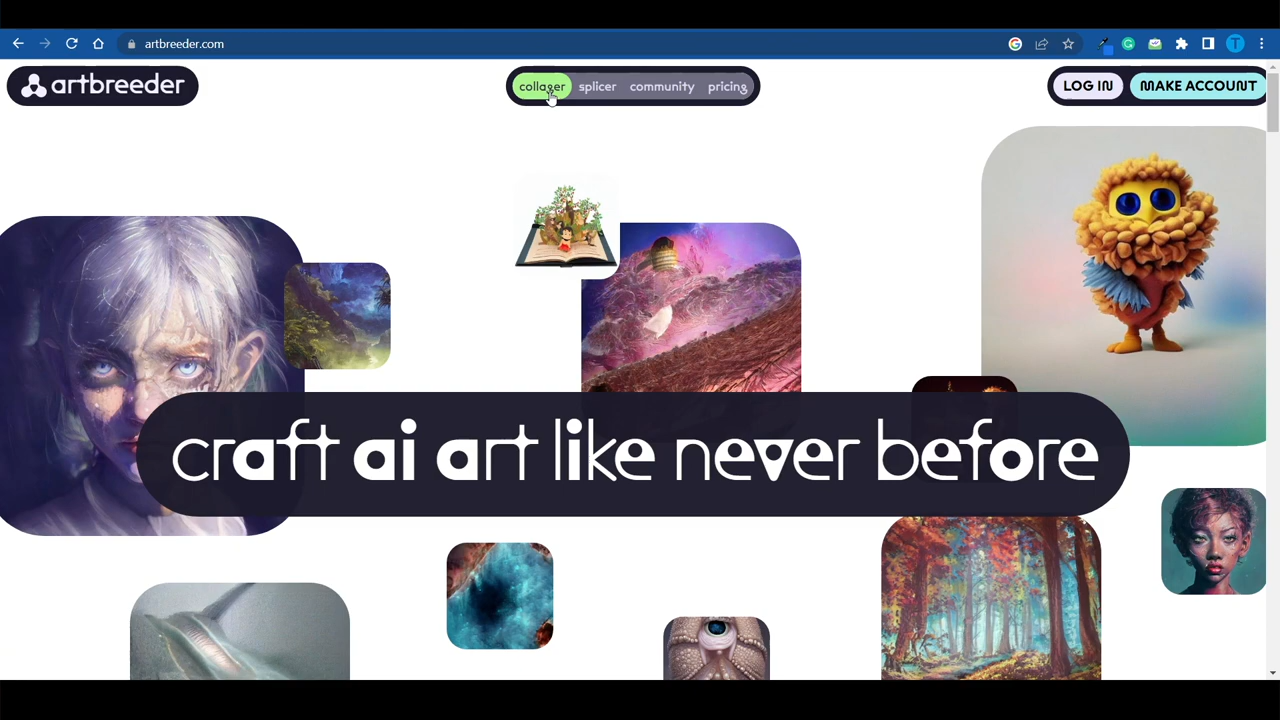 artbreeder.com
T
artbreeder
collager splicer community pricing
LOG IN MAKE ACCOUNT
craft ai art like never before